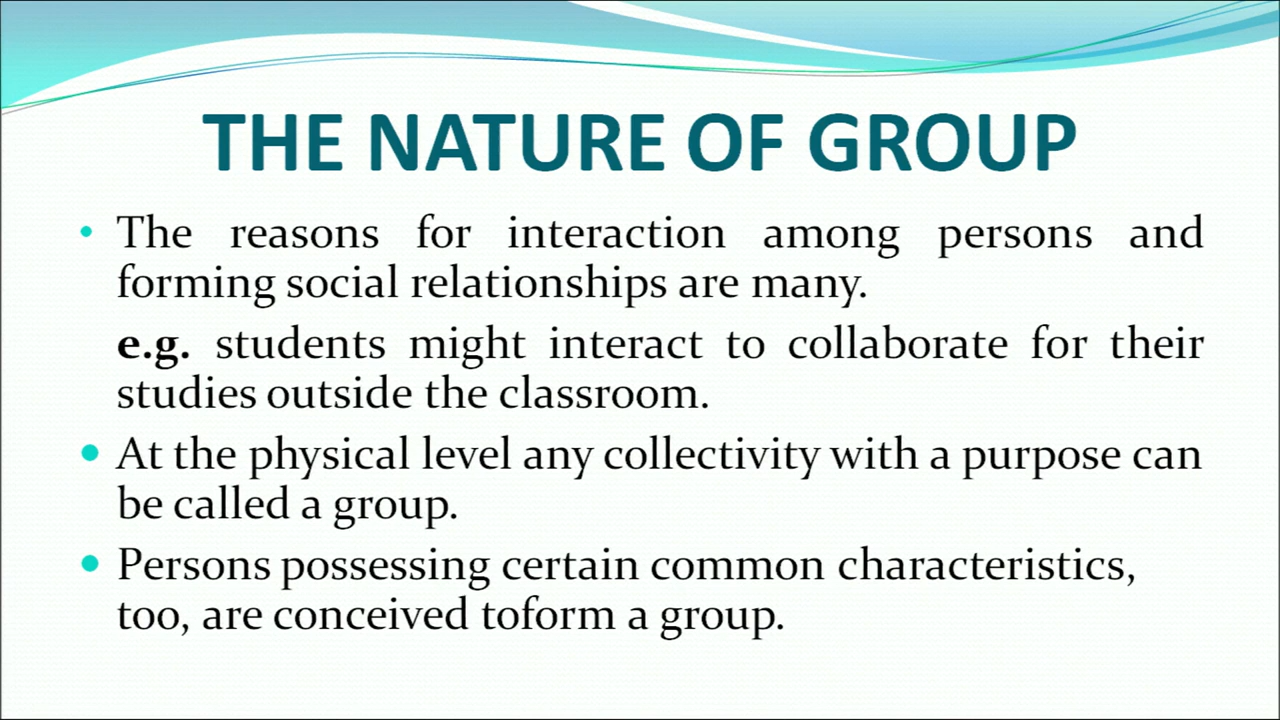 THE NATURE OF GROUP
• The reasons for interaction among persons and
forming social relationships are many.
e.g. students might interact to collaborate for their
studies outside the classroom.
• At the physical level any collectivity with a purpose can
be called a group.
• Persons possessing certain common characteristics,
too, are conceived toform a group.